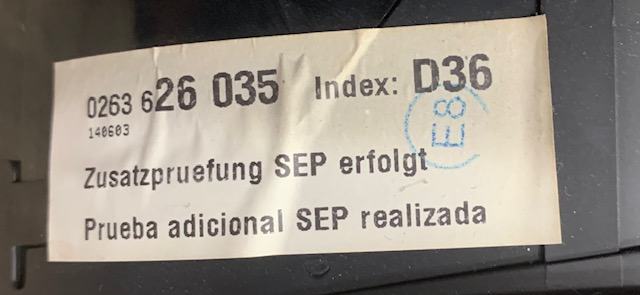 0263 626 035 Index: D36
140603
E8
Zusatzpruefung SEP erfolgt
Prueba adicional SEP realizada